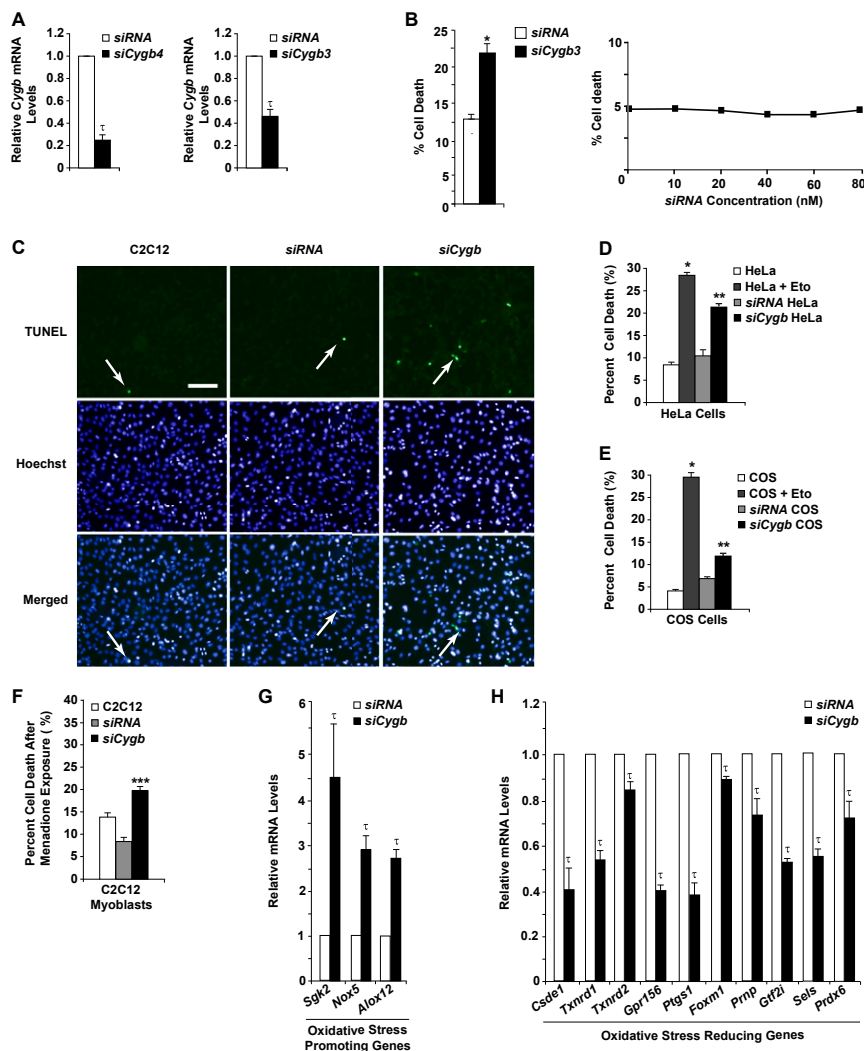 A
Relative Cygb mRNA
Levels
1.2
1.0
0.8
0.6
0.4
0.2
0
siRNA
siCygb4
τ
Relative Cygb mRNA
Levels
1.2
1.0
0.8
0.6
0.4
0.2
0
siRNA
siCygb3
τ
B
% Cell Death
25
20
15
10
5
0
*
siRNA
siCygb3
% Cell death
10
5
0
0 10 20 40 60 80
siRNA Concentration (nM)
C
C2C12 siRNA siCygb
TUNEL
Hoechst
Merged
D
Percent Cell Death (%)
30
25
20
15
10
5
0
*
**
HeLa
HeLa + Eto
siRNA HeLa
siCygb HeLa
HeLa Cells
E
Percent Cell Death (%)
30
25
20
15
10
5
0
*
**
COS
COS + Eto
siRNA COS
siCygb COS
COS Cells
F
Percent Cell Death After
Menadione Exposure ( %)
40
35
30
25
20
15
10
5
0
C2C12
siRNA
siCygb
***
C2C12
Myoblasts
G
Relative mRNA Levels
6
5
4
3
2
1
0
siRNA
siCygb
τ τ τ
Sgk2 Nox5 Alox12
Oxidative Stress
Promoting Genes
H
Relative mRNA Levels
1.2
1.0
0.8
0.6
0.4
0.2
0
siRNA
siCygb
τ τ τ τ τ τ τ τ τ τ
Csde1 Txnrd1 Txnrd2 Gpr156 Ptgs1 Foxm1 Prnp Gtf2i Sels Prdx6
Oxidative Stress Reducing Genes